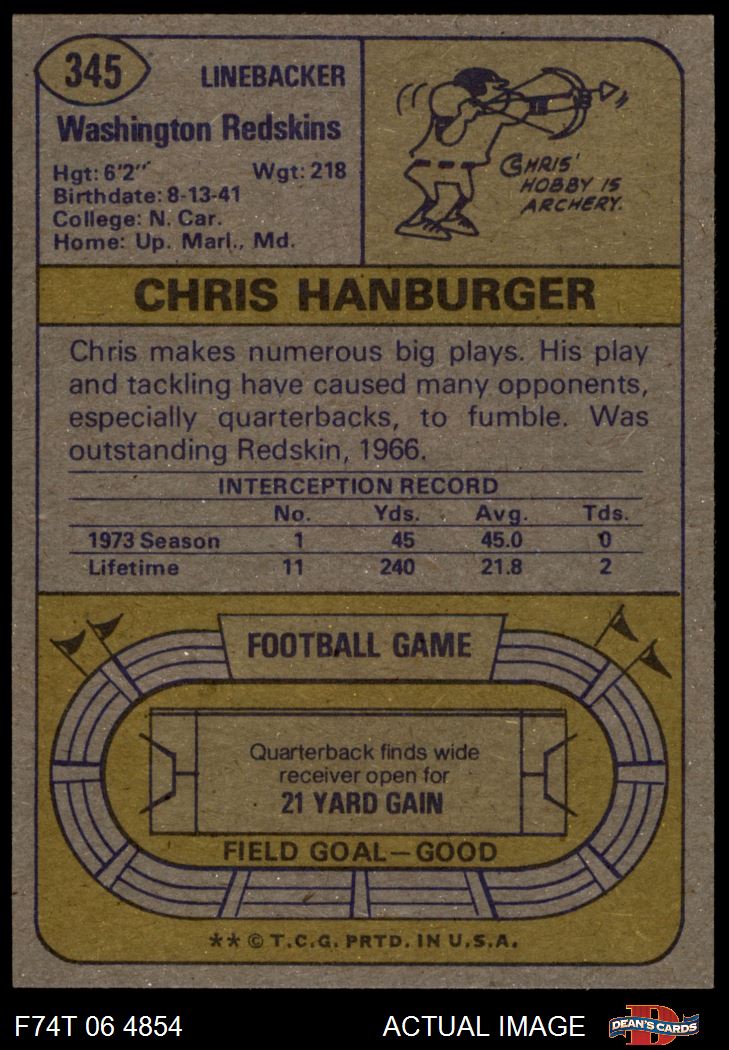 345
LINEBACKER
Washington Redskins
Hgt: 6'2" Wgt: 218
Birthdate: 8-13-41
College: N. Car.
Home: Up. Marl., Md.
CHRIS'
HOBBY IS
ARCHERY.
CHRIS HANBURGER
Chris makes numerous big plays. His play
and tackling have caused many opponents,
especially quarterbacks, to fumble. Was
outstanding Redskin, 1966.
INTERCEPTION RECORD
No. Yds. Avg. Tds.
1973 Season 1 45 45.0 0
Lifetime 11 240 21.8 2
FOOTBALL GAME
Quarterback finds wide
receiver open for
21 YARD GAIN
FIELD GOAL—GOOD
** © T.C.G. PRTD. IN U.S.A.
F74T 06 4854 ACTUAL IMAGE
D
DEAN'S CARDS